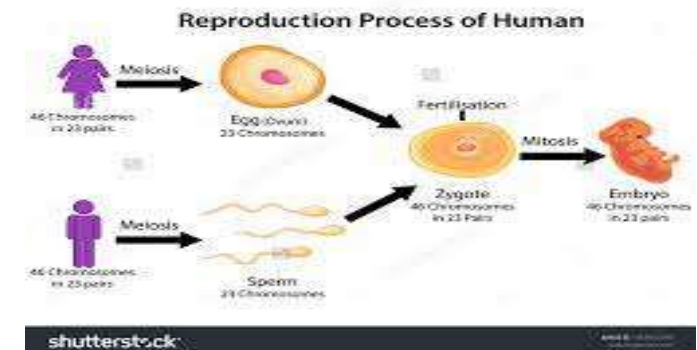 Reproduction Process of Human
Meiosis
46 Chromosomes
in 23 pairs
Egg (Ovum)
23 Chromosomes
Fertilisation
Mitosis
Zygote
46 Chromosomes
in 23 Pairs
Embryo
46 Chromosomes
in 23 pairs
Meiosis
46 Chromosomes
in 23 pairs
Sperm
23 Chromosomes
shutterstock